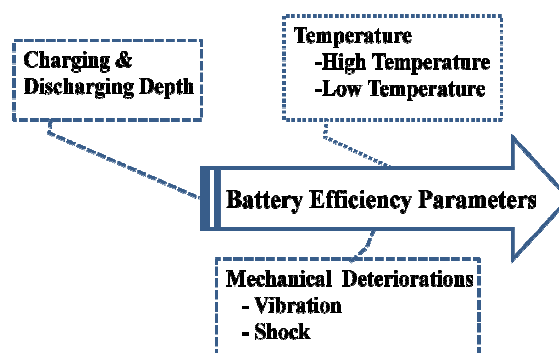 Charging &
Discharging Depth
Temperature
-High Temperature
-Low Temperature
Battery Efficiency Parameters
Mechanical Deteriorations
- Vibration
- Shock